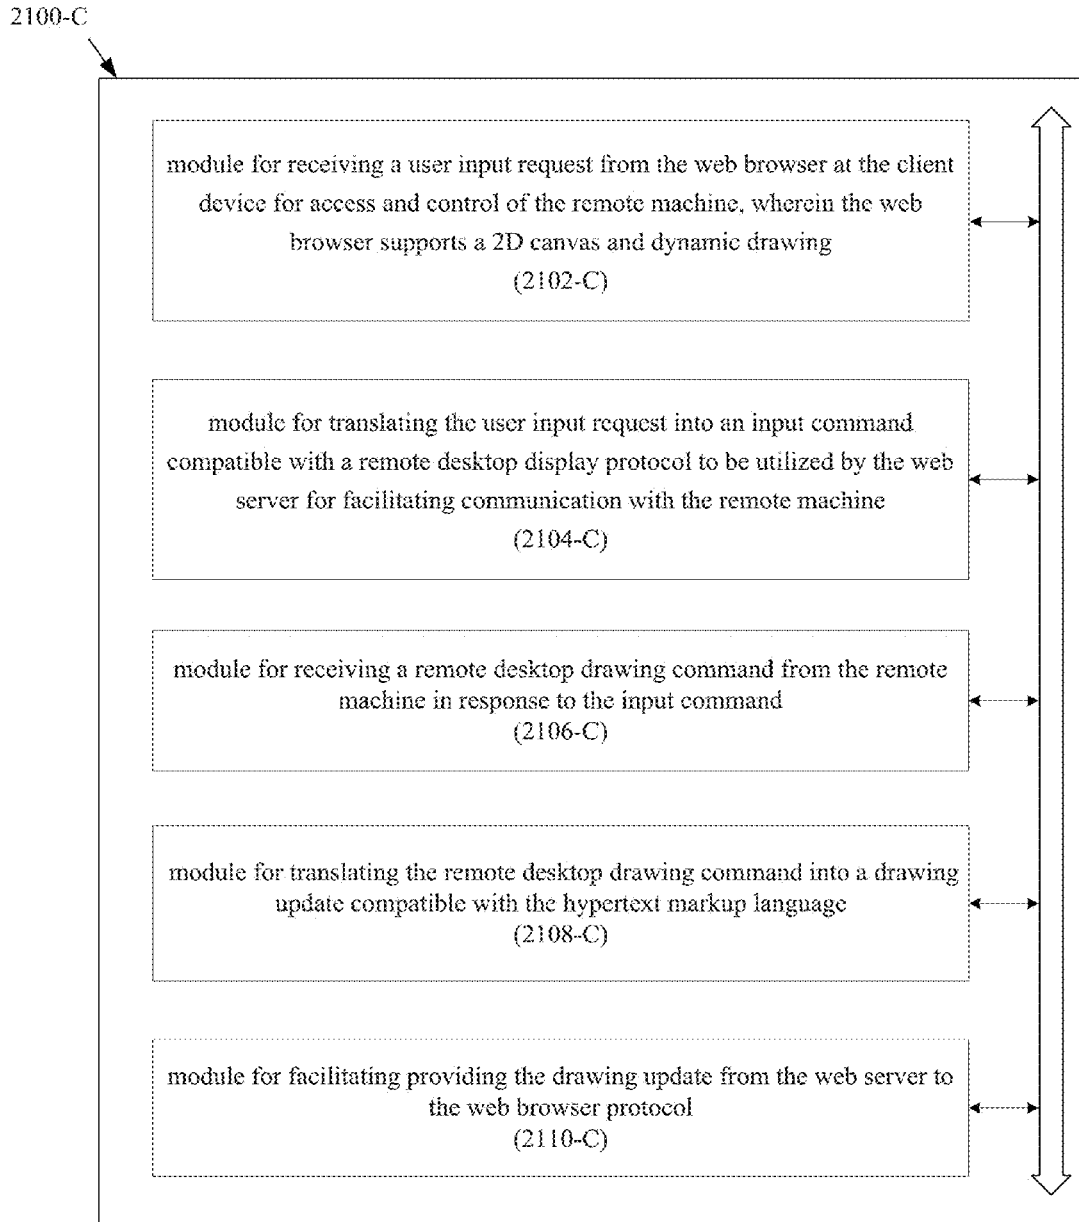 2100-C
module for receiving a user input request from the web browser at the client
device for access and control of the remote machine, wherein the web
browser supports a 2D canvas and dynamic drawing
(2102-C)
module for translating the user input request into an input command
compatible with a remote desktop display protocol to be utilized by the web
server for facilitating communication with the remote machine
(2104-C)
module for receiving a remote desktop drawing command from the remote
machine in response to the input command
(2106-C)
module for translating the remote desktop drawing command into a drawing
update compatible with the hypertext markup language
(2108-C)
module for facilitating providing the drawing update from the web server to
the web browser protocol
(2110-C)